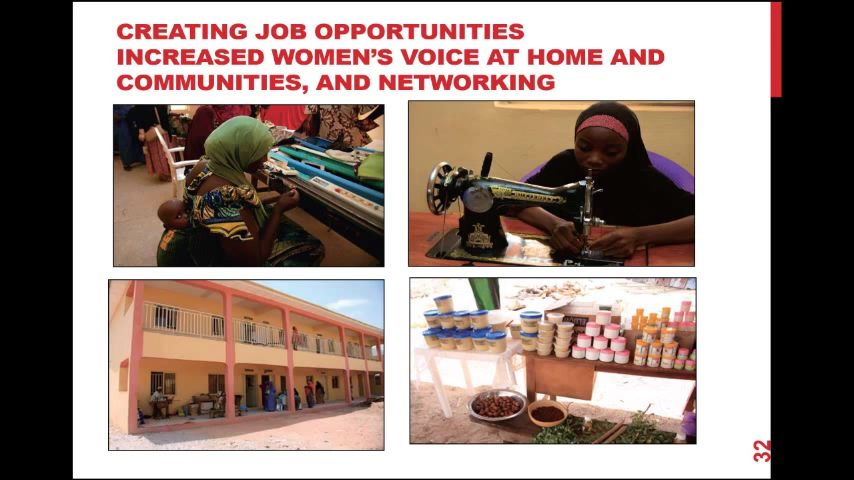 CREATING JOB OPPORTUNITIES
INCREASED WOMEN'S VOICE AT HOME AND
COMMUNITIES, AND NETWORKING
32